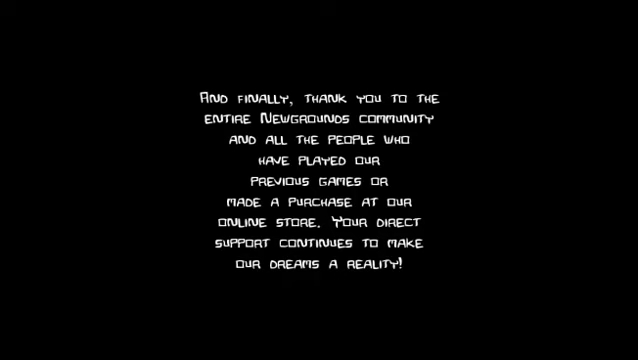 And finally, thank you to the
entire Newgrounds community
and all the people who
have played our
previous games or
made a purchase at our
online store. Your direct
support continues to make
our dreams a reality!